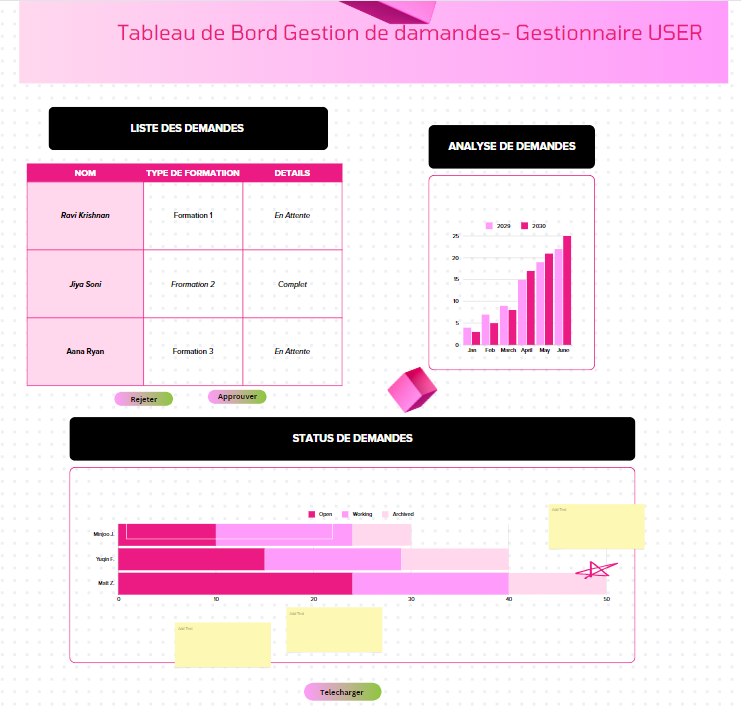 Tableau de Bord Gestion de damandes- Gestionnaire USER
LISTE DES DEMANDES
NOM TYPE DE FORMATION DETAILS
Ravi Krishnan Formation 1 En Attente
Jiya Soni Frormation 2 Complet
Aana Ryan Formation 3 En Attente
Rejeter Approuver
ANALYSE DE DEMANDES
2029 2030
25
20
15
10
5
0
Jan Feb March April May June
STATUS DE DEMANDES
Open Working Archived
Minjoo J.
Yuqin F.
Matt Z.
0 10 20 30 40 50
Add Text
Add Text
Add Text
Telecharger